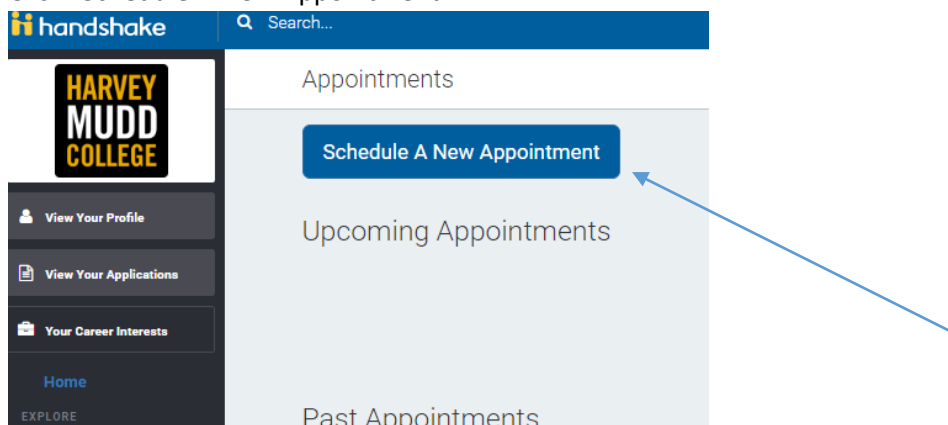 handshake
Search...
HARVEY
MUDD
COLLEGE
Appointments
Schedule A New Appointment
View Your Profile
Upcoming Appointments
View Your Applications
Your Career Interests
Home
EXPLORE
Past Appointments